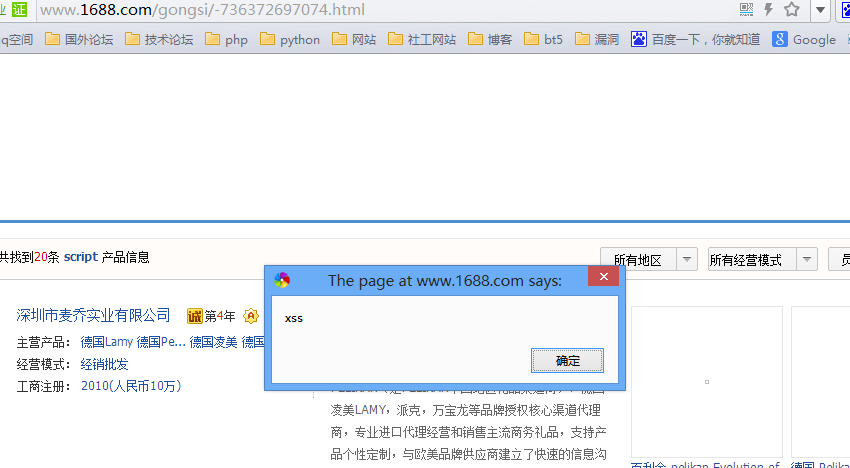 证 www.1688.com/gongsi/-736372697074.html
q空间 国外论坛 技术论坛 php python 网站 社工网站 博客 bt5 漏洞 百度一下，你就知道 Google
共找到20条 script 产品信息
所有地区 所有经营模式 员
The page at www.1688.com says:
xss
确定
深圳市麦乔实业有限公司 诚 第4年
主营产品： 德国Lamy 德国Pe... 德国凌美 德国
经营模式： 经销批发
工商注册： 2010(人民币10万)
凌美LAMY，派克，万宝龙等品牌授权核心渠道代理
商，专业进口代理经营和销售主流商务礼品，支持产
品个性定制，与欧美品牌供应商建立了快速的信息沟
百利金 pelikan Evolution of
德国 Pelik